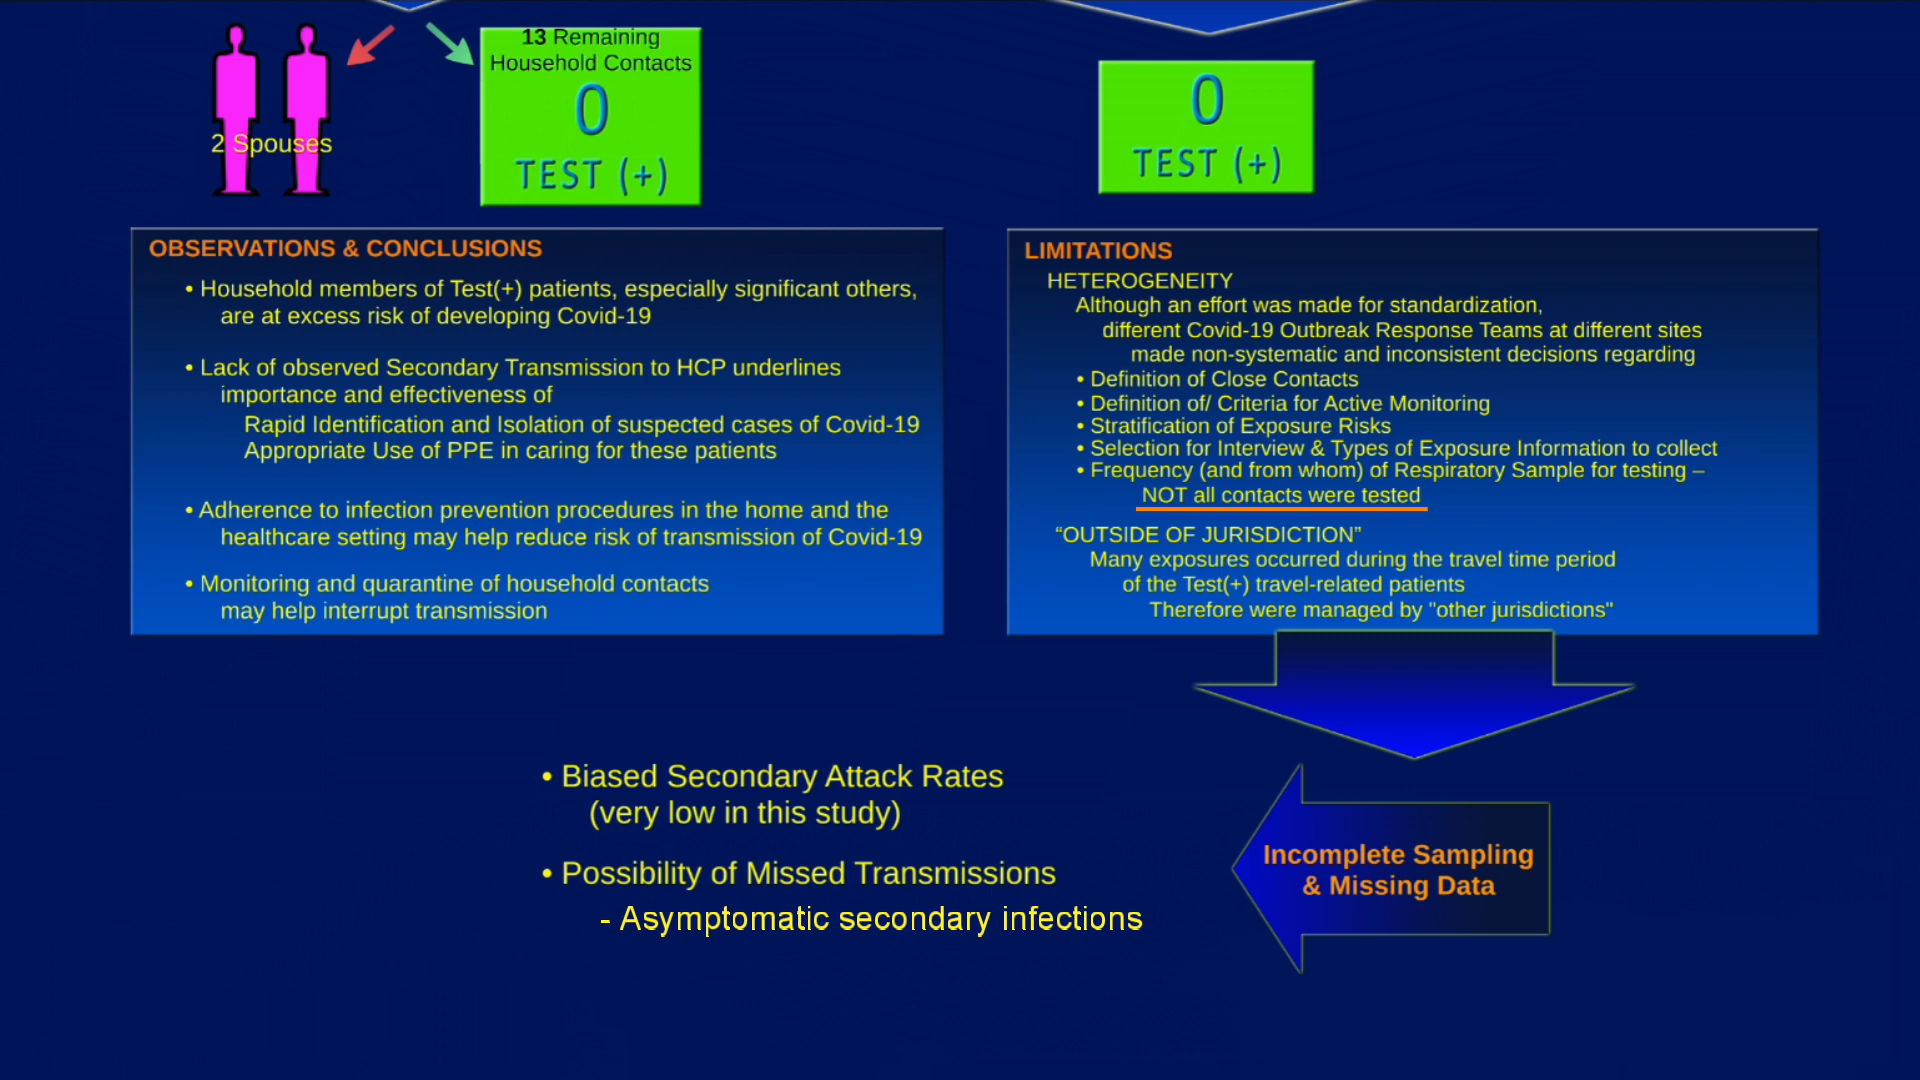 13 Remaining
Household Contacts
0
TEST (+)
2 Spouses
0
TEST (+)
OBSERVATIONS & CONCLUSIONS
• Household members of Test(+) patients, especially significant others,
are at excess risk of developing Covid-19
• Lack of observed Secondary Transmission to HCP underlines
importance and effectiveness of
Rapid Identification and Isolation of suspected cases of Covid-19
Appropriate Use of PPE in caring for these patients
• Adherence to infection prevention procedures in the home and the
healthcare setting may help reduce risk of transmission of Covid-19
• Monitoring and quarantine of household contacts
may help interrupt transmission
LIMITATIONS
HETEROGENEITY
Although an effort was made for standardization,
different Covid-19 Outbreak Response Teams at different sites
made non-systematic and inconsistent decisions regarding
• Definition of Close Contacts
• Definition of/ Criteria for Active Monitoring
• Stratification of Exposure Risks
• Selection for Interview & Types of Exposure Information to collect
• Frequency (and from whom) of Respiratory Sample for testing –
NOT all contacts were tested
“OUTSIDE OF JURISDICTION”
Many exposures occurred during the travel time period
of the Test(+) travel-related patients
Therefore were managed by "other jurisdictions"
• Biased Secondary Attack Rates
(very low in this study)
• Possibility of Missed Transmissions
- Asymptomatic secondary infections
Incomplete Sampling
& Missing Data